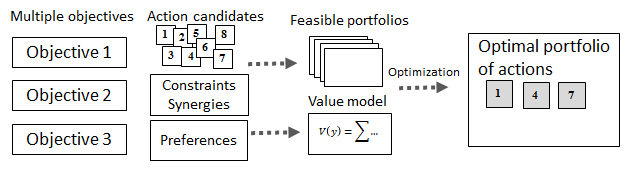 Multiple objectives
Objective 1
Objective 2
Objective 3
Action candidates
1 2 5 8
3 4 6 7
Constraints
Synergies
Preferences
Feasible portfolios
Value model
V(y) = ∑...
Optimization
Optimal portfolio
of actions
1 4 7